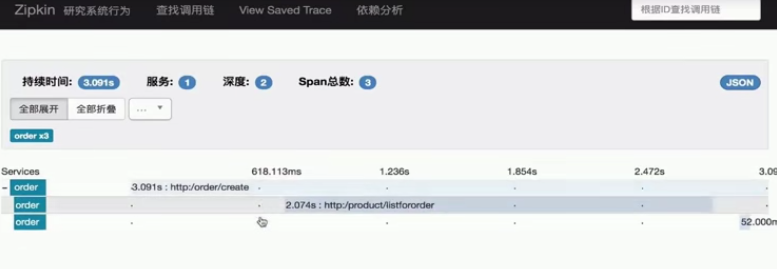 Zipkin 研究系统行为 查找调用链 View Saved Trace 依赖分析 根据ID查找调用链
持续时间: 3.091s 服务: 1 深度: 2 Span总数: 3 JSON
全部展开 全部折叠 ...
order x3
Services 618.113ms 1.236s 1.854s 2.472s 3.09
- order 3.091s : http:/order/create
order 2.074s : http:/product/listfororder
order 52.000m